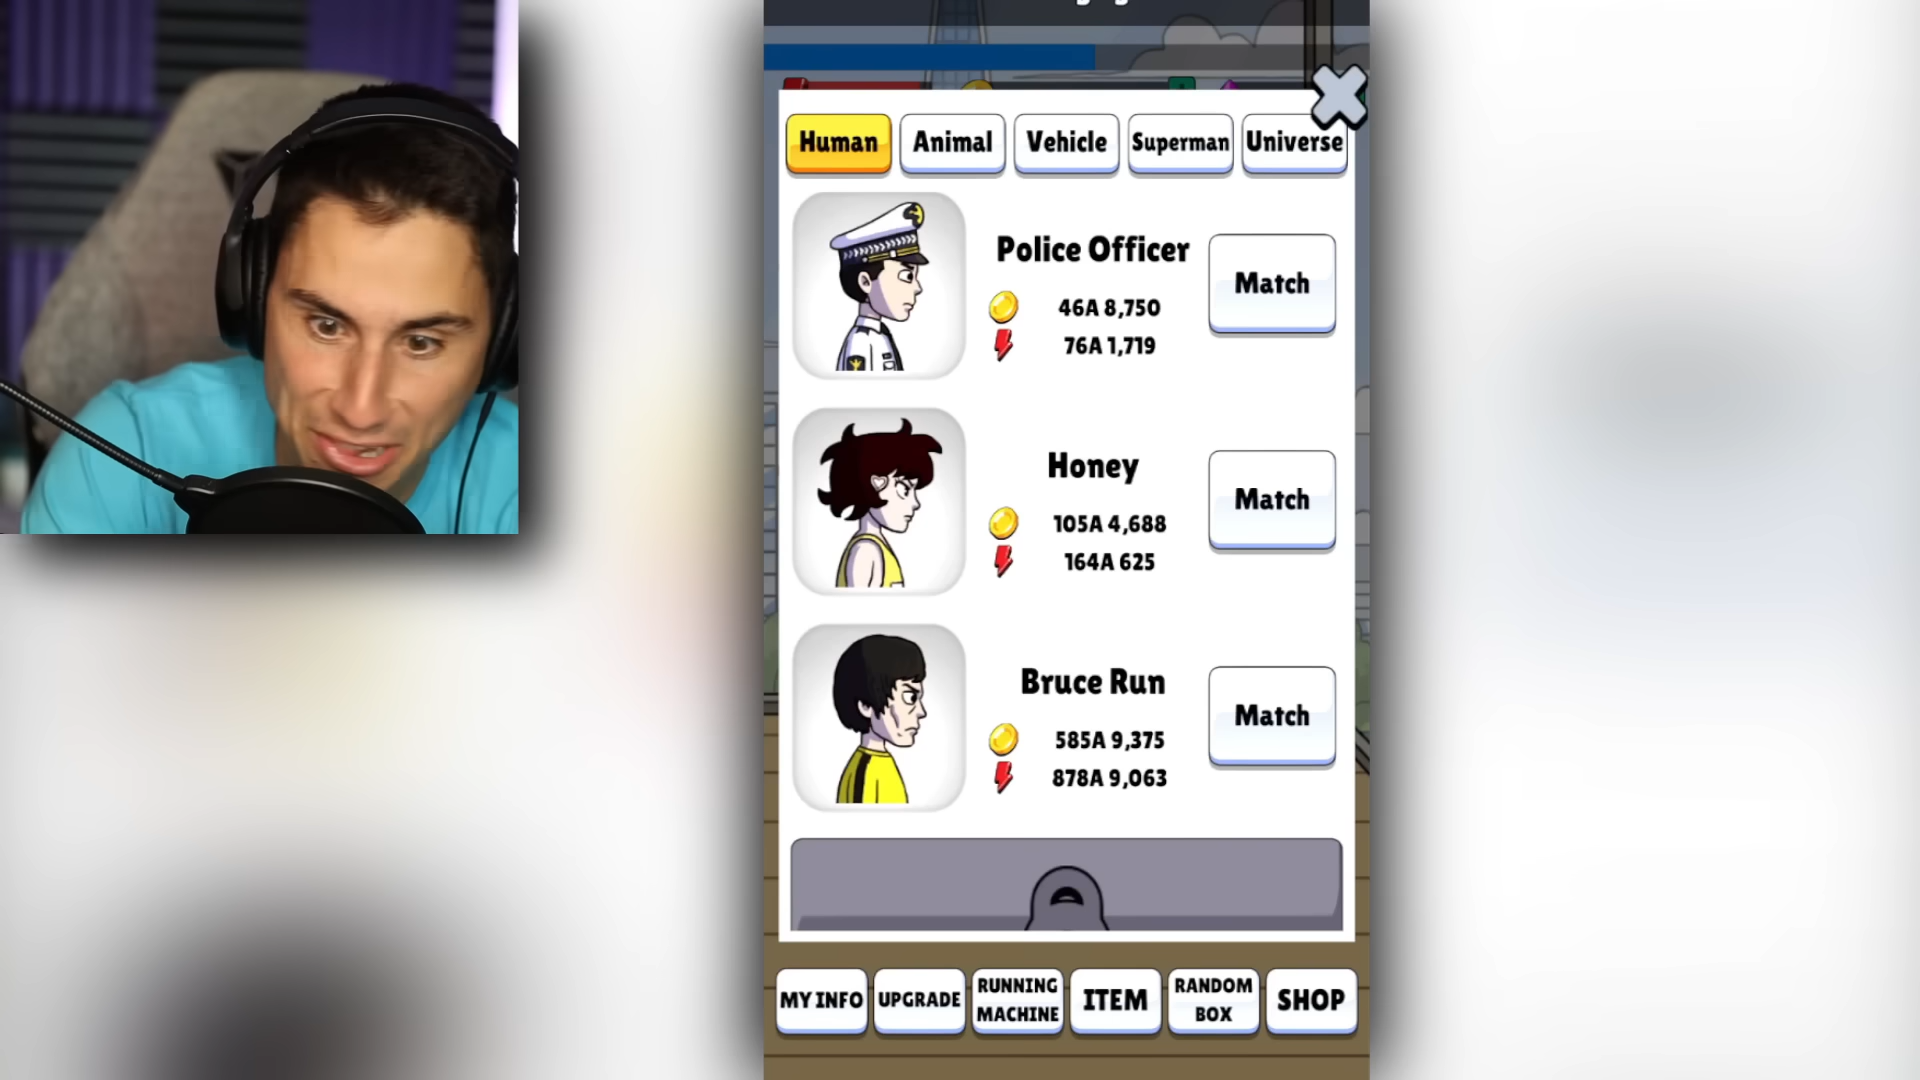 Human
Animal
Vehicle
Superman
Universe
Police Officer
46A 8,750
76A 1,719
Match
Honey
105A 4,688
164A 625
Match
Bruce Run
585A 9,375
878A 9,063
Match
MY INFO
UPGRADE
RUNNING
MACHINE
ITEM
RANDOM
BOX
SHOP